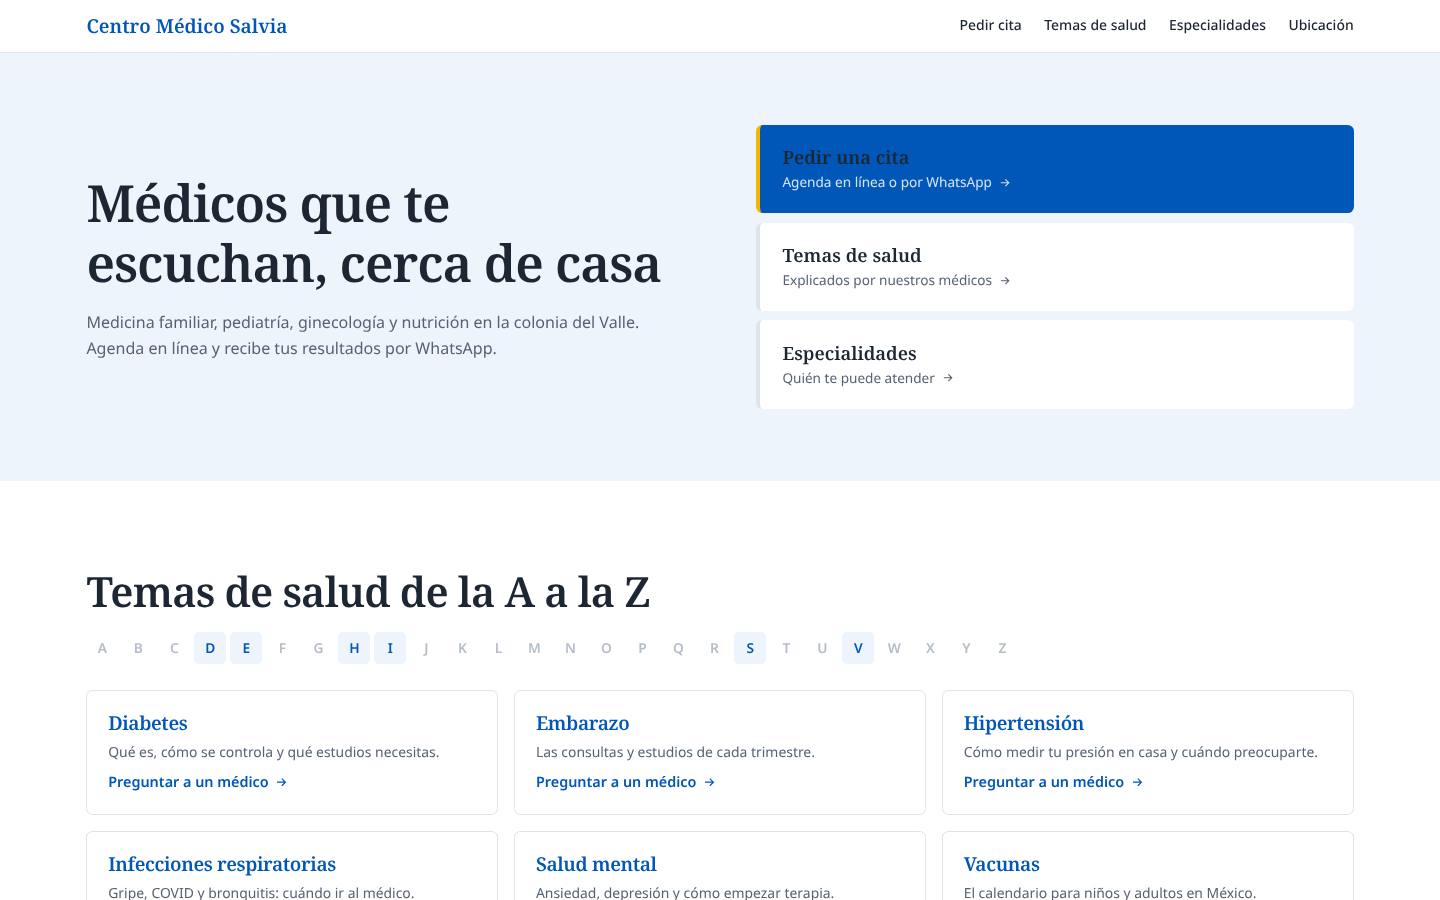 Centro Médico Salvia
Pedir cita Temas de salud Especialidades Ubicación
Médicos que te
escuchan, cerca de casa
Medicina familiar, pediatría, ginecología y nutrición en la colonia del Valle.
Agenda en línea y recibe tus resultados por WhatsApp.
Pedir una cita
Agenda en línea o por WhatsApp →
Temas de salud
Explicados por nuestros médicos →
Especialidades
Quién te puede atender →
Temas de salud de la A a la Z
A B C D E F G H I J K L M N O P Q R S T U V W X Y Z
Diabetes
Qué es, cómo se controla y qué estudios necesitas.
Preguntar a un médico →
Embarazo
Las consultas y estudios de cada trimestre.
Preguntar a un médico →
Hipertensión
Cómo medir tu presión en casa y cuándo preocuparte.
Preguntar a un médico →
Infecciones respiratorias
Gripe, COVID y bronquitis: cuándo ir al médico.
Salud mental
Ansiedad, depresión y cómo empezar terapia.
Vacunas
El calendario para niños y adultos en México.